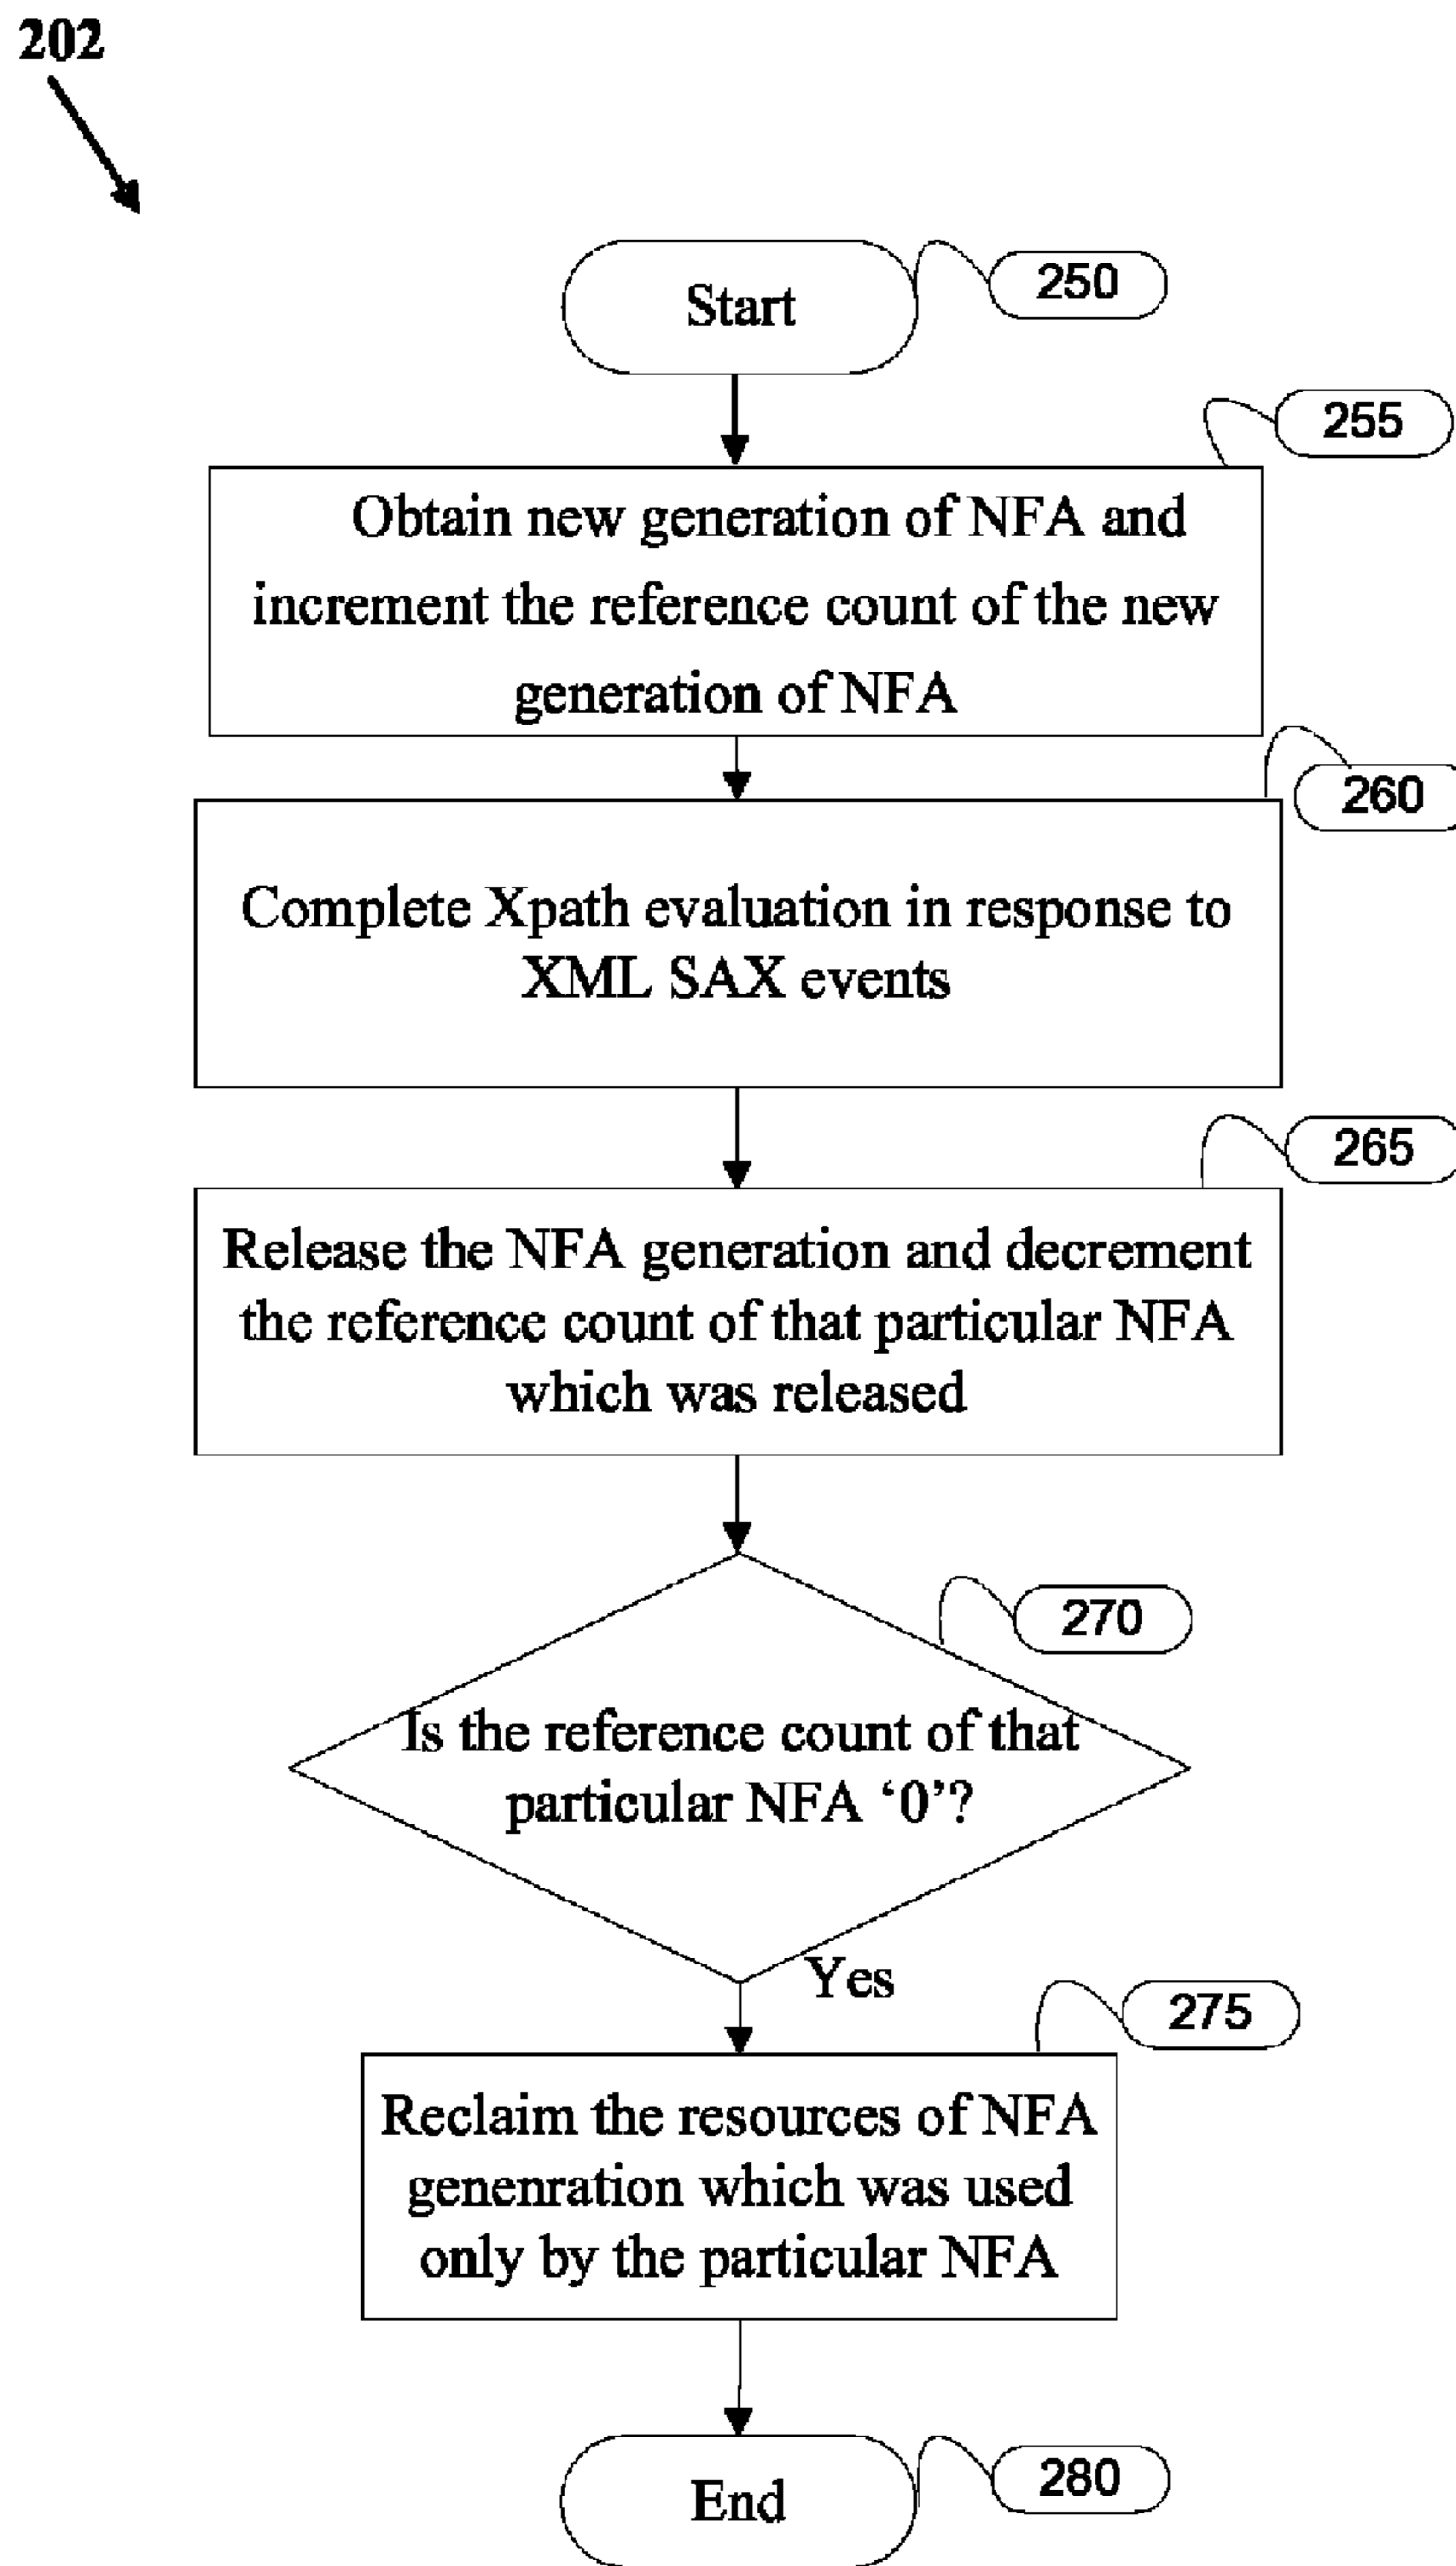 202
Start
250
255
Obtain new generation of NFA and
increment the reference count of the new
generation of NFA
260
Complete Xpath evaluation in response to
XML SAX events
265
Release the NFA generation and decrement
the reference count of that particular NFA
which was released
270
Is the reference count of that
particular NFA ‘0’?
Yes
275
Reclaim the resources of NFA
genenration which was used
only by the particular NFA
End
280